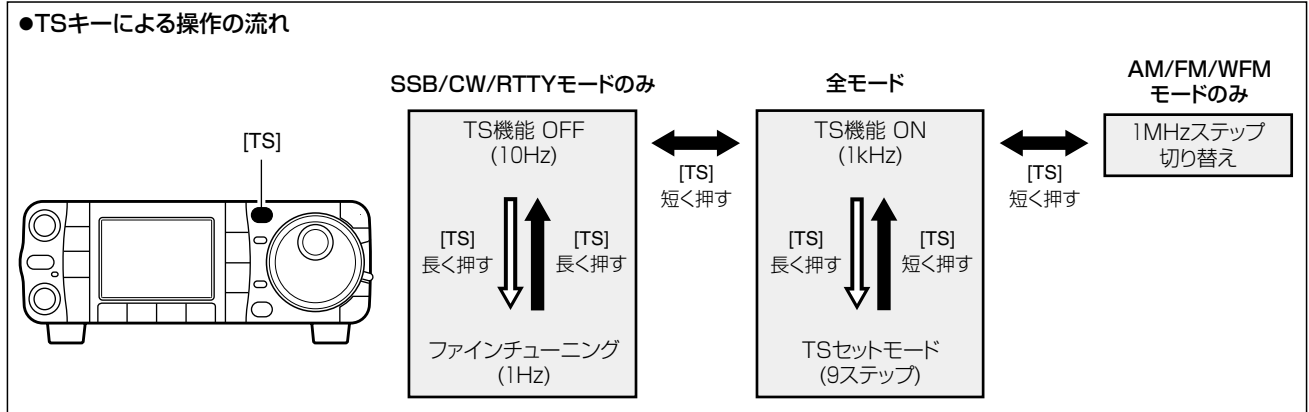 ●TSキーによる操作の流れ
[TS]
SSB/CW/RTTYモードのみ
TS機能 OFF
(10Hz)
[TS]
長く押す
[TS]
長く押す
ファインチューニング
(1Hz)
[TS]
短く押す
全モード
TS機能 ON
(1kHz)
[TS]
長く押す
[TS]
短く押す
TSセットモード
(9ステップ)
[TS]
短く押す
AM/FM/WFM
モードのみ
1MHzステップ
切り替え